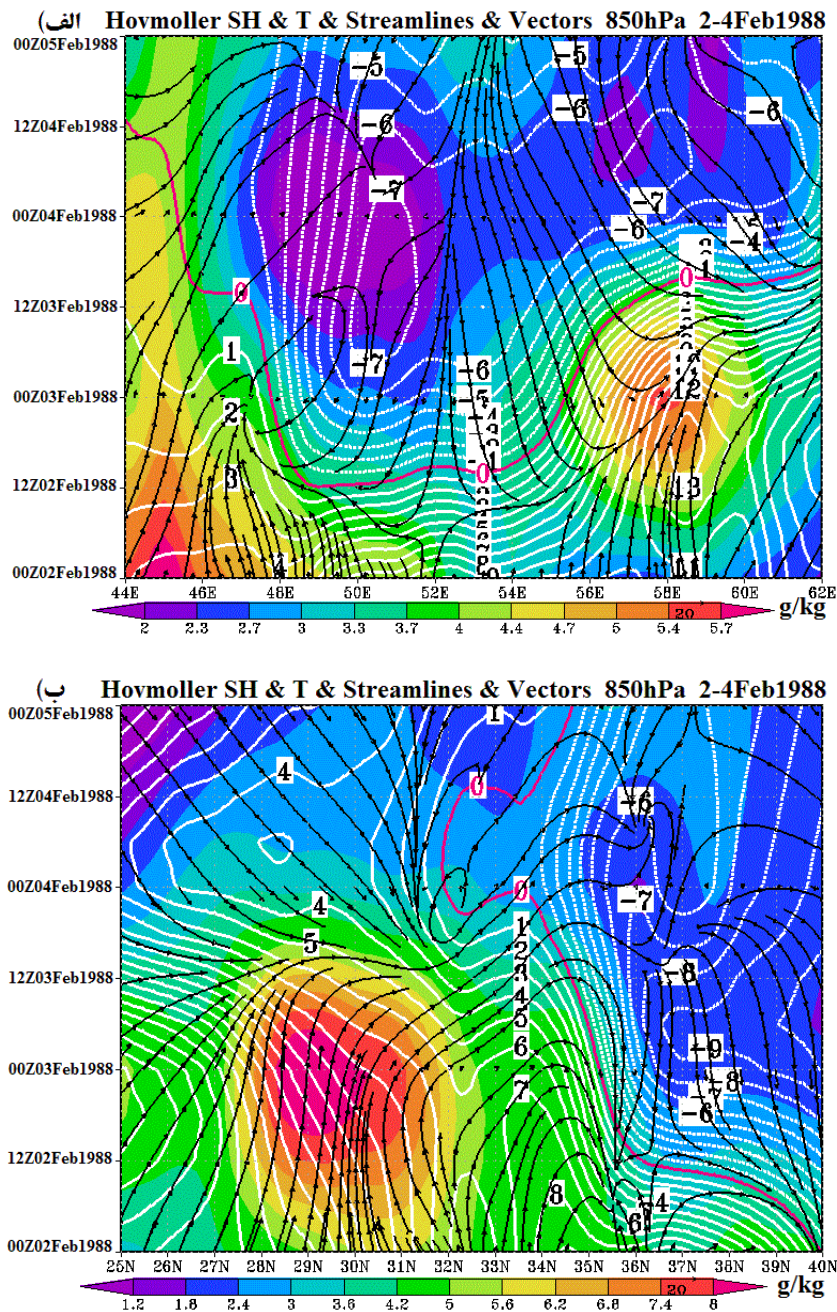 الف) Hovmoller SH & T & Streamlines & Vectors 850hPa 2-4Feb1988
00Z05Feb1988
12Z04Feb1988
00Z04Feb1988
12Z03Feb1988
00Z03Feb1988
12Z02Feb1988
00Z02Feb1988
-5 -5
-6 -6 -6
-7 -7
-6 -5
-4
0 0
1 -7
-6
-5
2 12
3 0 13
4 11
44E 46E 48E 50E 52E 54E 56E 58E 60E 62E
20
2 2.3 2.7 3 3.3 3.7 4 4.4 4.7 5 5.4 5.7 g/kg
ب) Hovmoller SH & T & Streamlines & Vectors 850hPa 2-4Feb1988
00Z05Feb1988
12Z04Feb1988
00Z04Feb1988
12Z03Feb1988
00Z03Feb1988
12Z02Feb1988
00Z02Feb1988
1
4
0 -6
4 0 -7
5 1
2
3 -8
4
5 -9
6 -8
7 -7
-6
8 4
6
25N 26N 27N 28N 29N 30N 31N 32N 33N 34N 35N 36N 37N 38N 39N 40N
20
1.2 1.8 2.4 3 3.6 4.2 5 5.6 6.2 6.8 7.4 8 g/kg